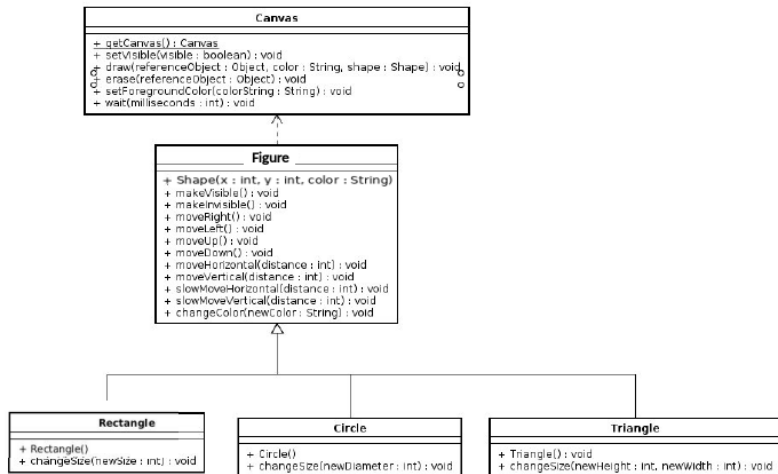 Canvas
+ getCanvas() : Canvas
+ setVisible(visible : boolean) : void
+ draw(referenceObject : Object, color : String, shape : Shape) : void
+ erase(referenceObject : Object) : void
+ setForegroundColor(colorString : String) : void
+ wait(milliseconds : int) : void
Figure
+ Shape(x : int, y : int, color : String)
+ makeVisible() : void
+ makeInvisible() : void
+ moveRight() : void
+ moveLeft() : void
+ moveUp() : void
+ moveDown() : void
+ moveHorizontal(distance : int) : void
+ moveVertical(distance : int) : void
+ slowMoveHorizontal(distance : int) : void
+ slowMoveVertical(distance : int) : void
+ changeColor(newColor : String) : void
Rectangle
+ Rectangle()
+ changeSize(newSize : int) : void
Circle
+ Circle()
+ changeSize(newDiameter : int) : void
Triangle
+ Triangle() : void
+ changeSize(newHeight : int, newWidth : int) : void